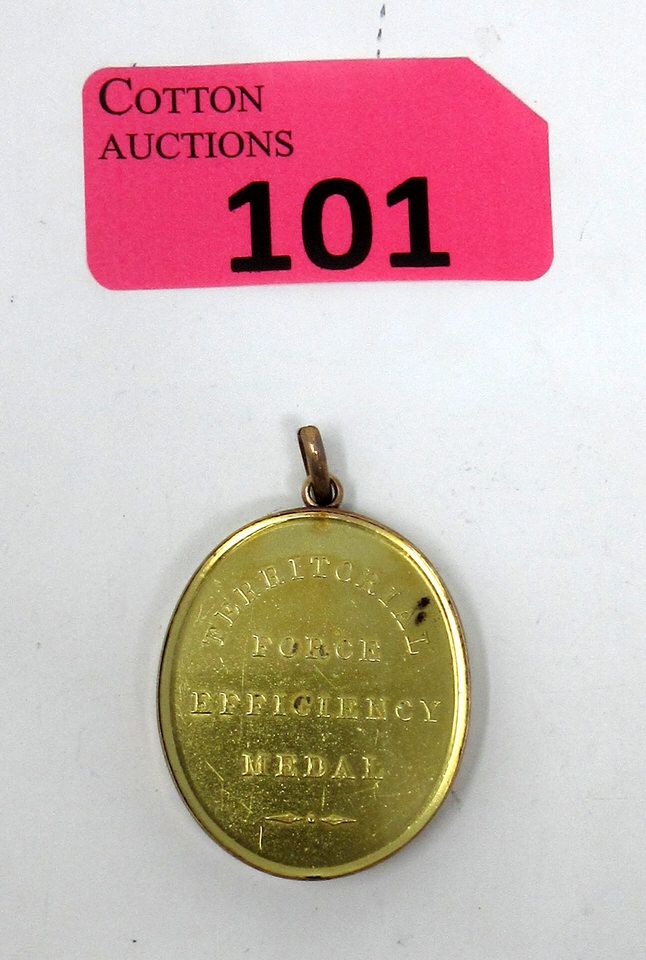 COTTON
AUCTIONS
101
TERRITORIAL
FORCE
EFFICIENCY
MEDAL